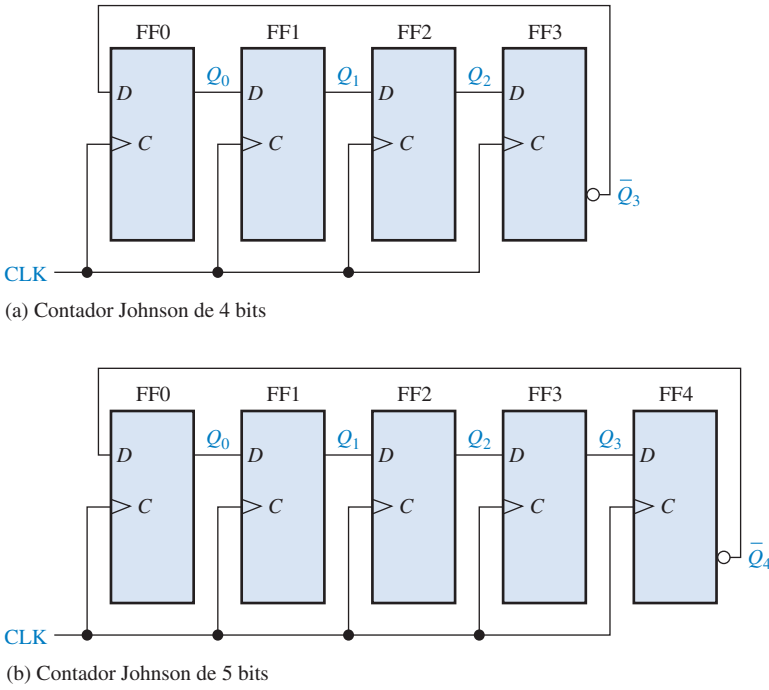 FF0 FF1 FF2 FF3
Q0 Q1 Q2
D D D D
C C C C
Q̅3
CLK
(a) Contador Johnson de 4 bits
FF0 FF1 FF2 FF3 FF4
Q0 Q1 Q2 Q3
D D D D D
C C C C C
Q̅4
CLK
(b) Contador Johnson de 5 bits